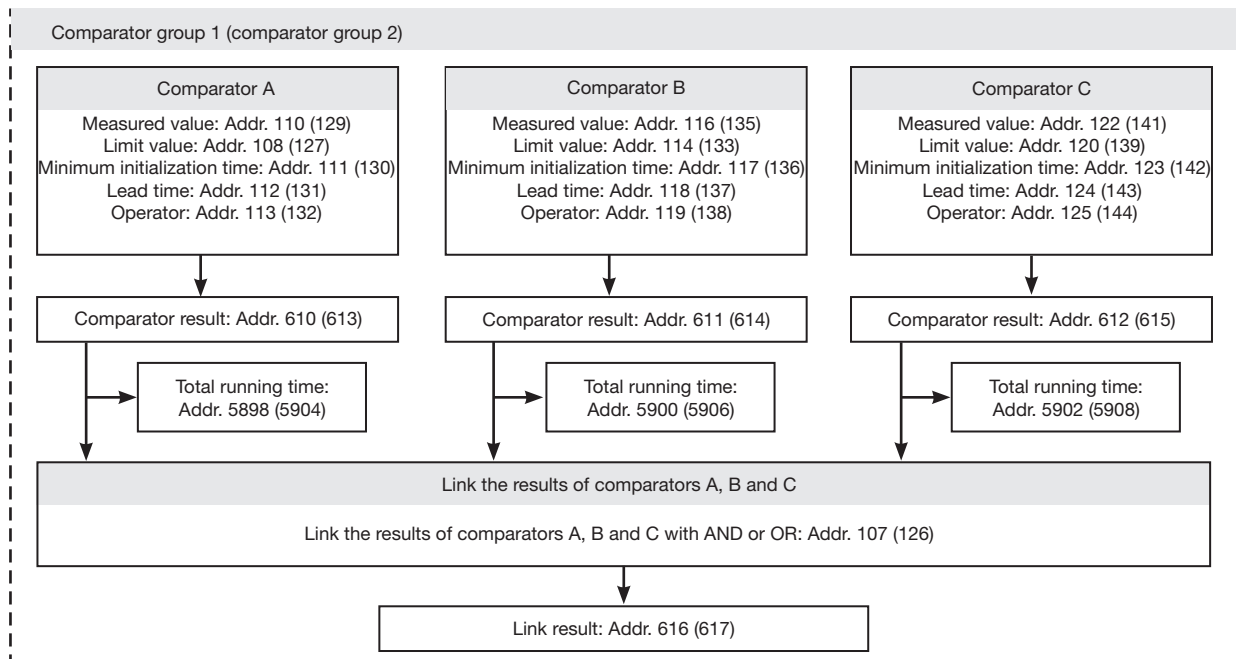 Comparator group 1 (comparator group 2)
Comparator A
Measured value: Addr. 110 (129)
Limit value: Addr. 108 (127)
Minimum initialization time: Addr. 111 (130)
Lead time: Addr. 112 (131)
Operator: Addr. 113 (132)
Comparator B
Measured value: Addr. 116 (135)
Limit value: Addr. 114 (133)
Minimum initialization time: Addr. 117 (136)
Lead time: Addr. 118 (137)
Operator: Addr. 119 (138)
Comparator C
Measured value: Addr. 122 (141)
Limit value: Addr. 120 (139)
Minimum initialization time: Addr. 123 (142)
Lead time: Addr. 124 (143)
Operator: Addr. 125 (144)
Comparator result: Addr. 610 (613)
Comparator result: Addr. 611 (614)
Comparator result: Addr. 612 (615)
Total running time:
Addr. 5898 (5904)
Total running time:
Addr. 5900 (5906)
Total running time:
Addr. 5902 (5908)
Link the results of comparators A, B and C
Link the results of comparators A, B and C with AND or OR: Addr. 107 (126)
Link result: Addr. 616 (617)